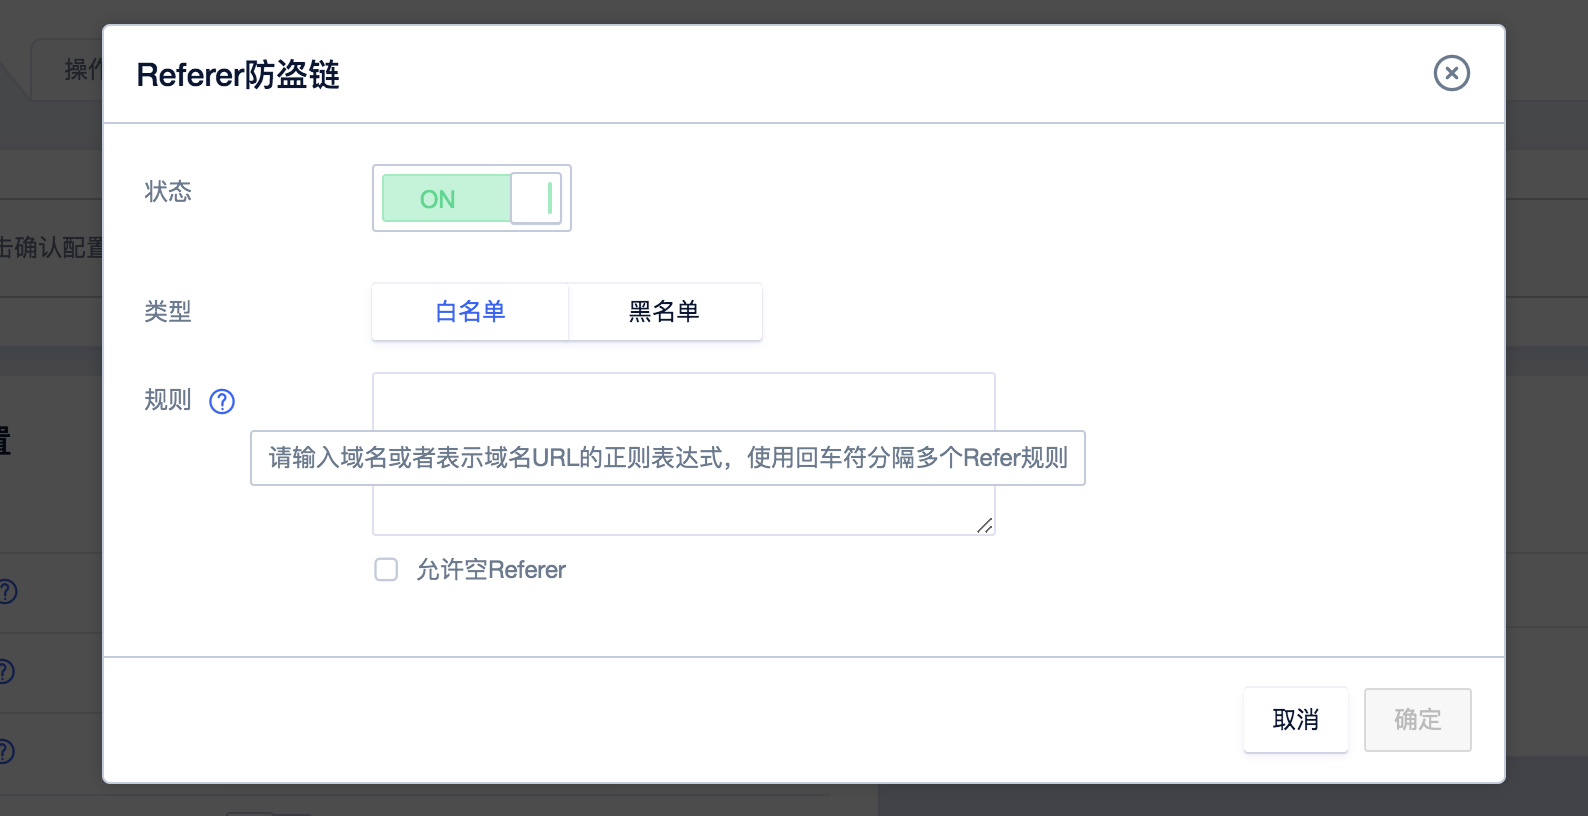 操作
Referer防盗链
状态
ON
击确认配置
类型
白名单
黑名单
规则
?
置
请输入域名或者表示域名URL的正则表达式，使用回车符分隔多个Refer规则
允许空Referer
?
?
取消
确定
?